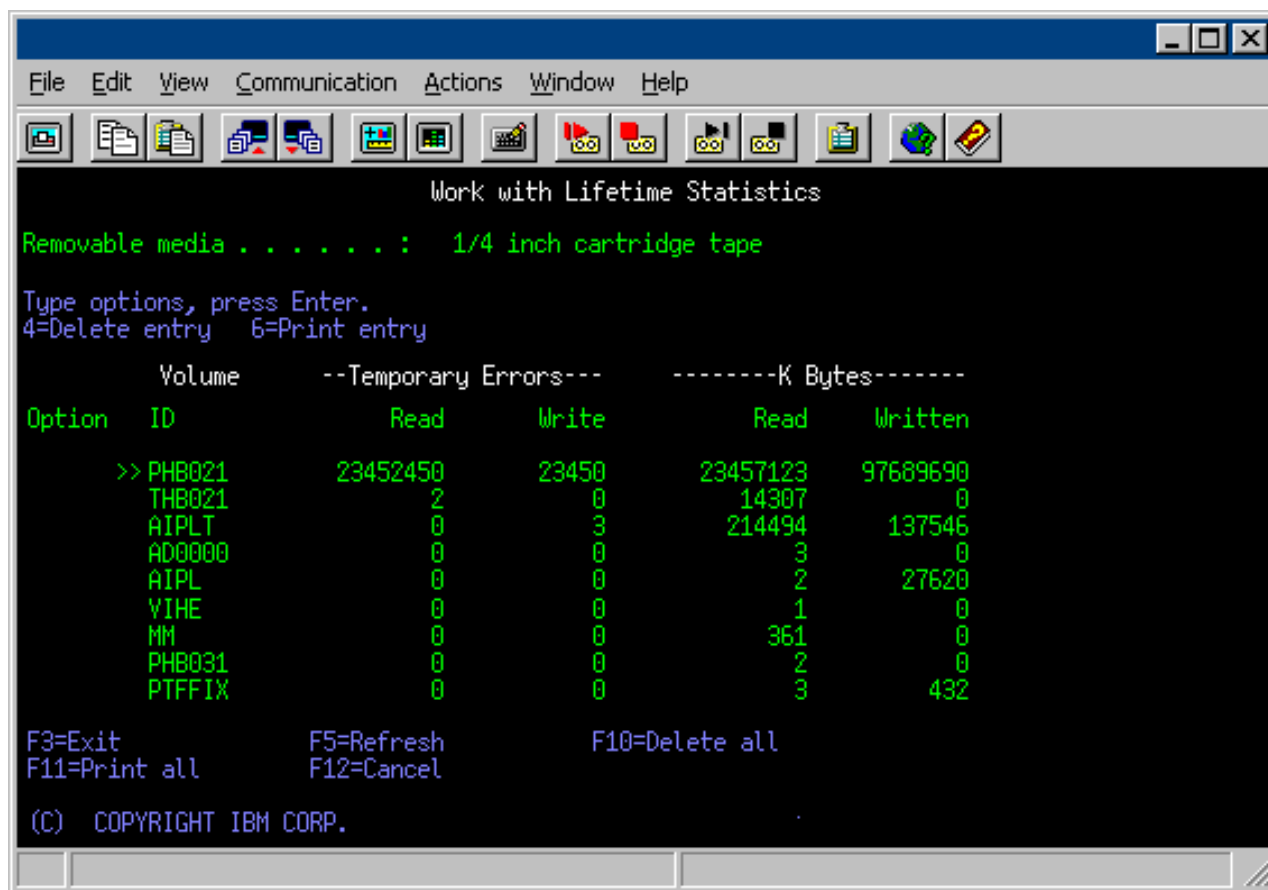 File Edit View Communication Actions Window Help
Work with Lifetime Statistics
Removable media . . . . . . : 1/4 inch cartridge tape
Type options, press Enter.
4=Delete entry 6=Print entry
Volume --Temporary Errors--- --------K Bytes-------
Option ID Read Write Read Written
>> PHB021 23452450 23450 23457123 97689690
THB021 2 0 14307 0
AIPLT 0 3 214494 137546
AD0000 0 0 3 0
AIPL 0 0 2 27620
VIHE 0 0 1 0
MM 0 0 361 0
PHB031 0 0 2 0
PTFFIX 0 0 3 432
F3=Exit F5=Refresh F10=Delete all
F11=Print all F12=Cancel
(C) COPYRIGHT IBM CORP.